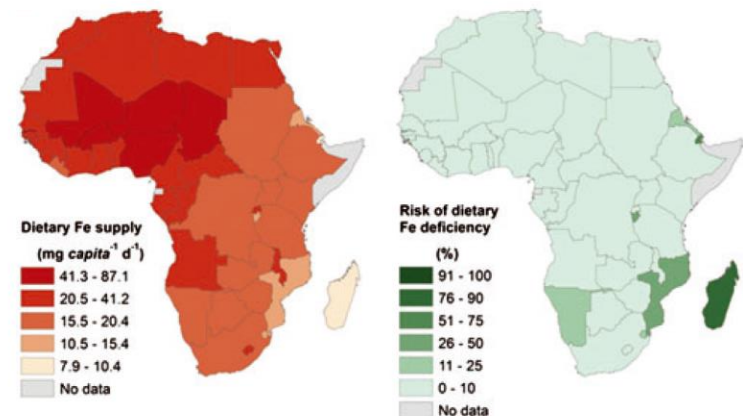 Dietary Fe supply
(mg capita⁻¹ d⁻¹)
41.3 - 87.1
20.5 - 41.2
15.5 - 20.4
10.5 - 15.4
7.9 - 10.4
No data
Risk of dietary
Fe deficiency
(%)
91 - 100
76 - 90
51 - 75
26 - 50
11 - 25
0 - 10
No data